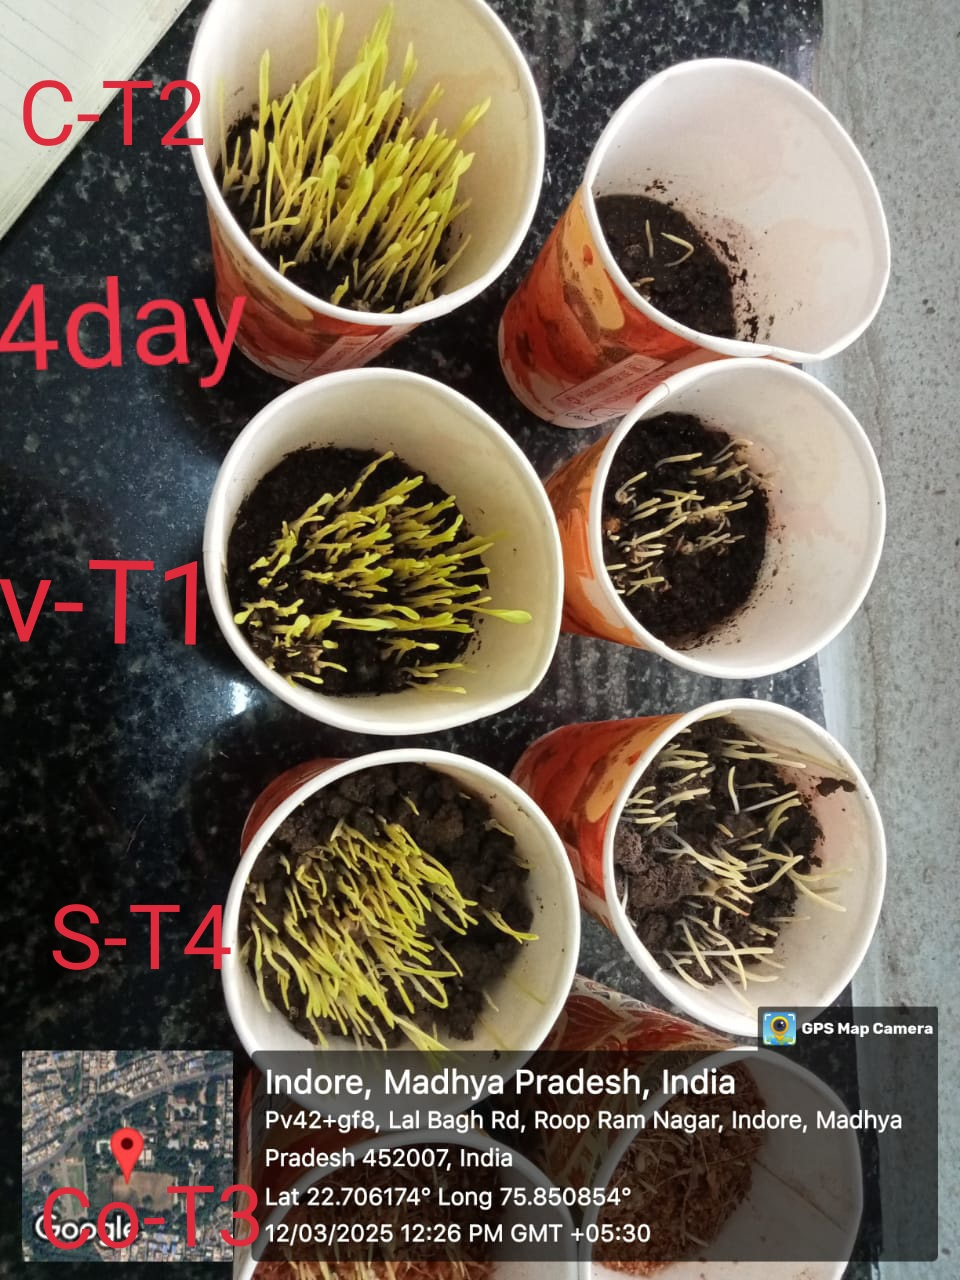 C-T2
4day
v-T1
S-T4
Co-T3
GPS Map Camera
Indore, Madhya Pradesh, India
Pv42+gf8, Lal Bagh Rd, Roop Ram Nagar, Indore, Madhya
Pradesh 452007, India
Lat 22.706174° Long 75.850854°
12/03/2025 12:26 PM GMT +05:30
Google